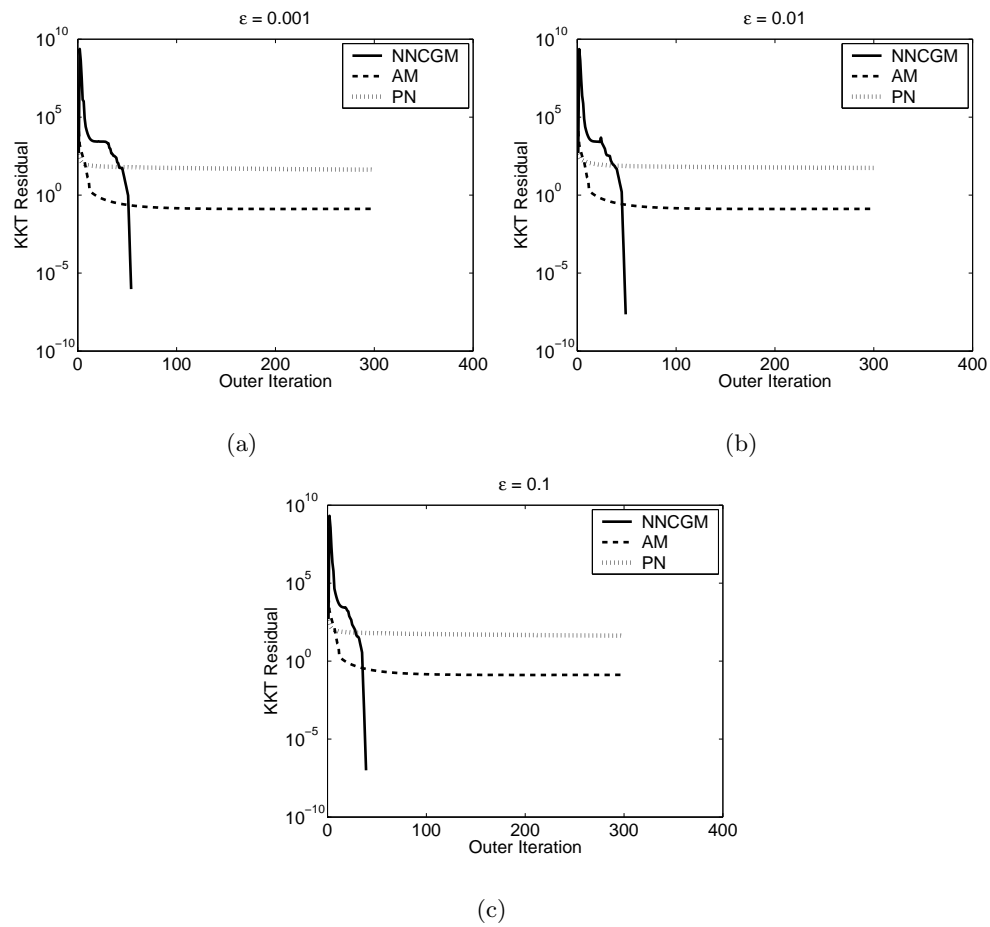 ε = 0.001
10^10
10^5
10^0
10^−5
10^−10
KKT Residual
NNCGM
AM
PN
0 100 200 300 400
Outer Iteration
(a)
ε = 0.01
10^10
10^5
10^0
10^−5
10^−10
KKT Residual
NNCGM
AM
PN
0 100 200 300 400
Outer Iteration
(b)
ε = 0.1
10^10
10^5
10^0
10^−5
10^−10
KKT Residual
NNCGM
AM
PN
0 100 200 300 400
Outer Iteration
(c)